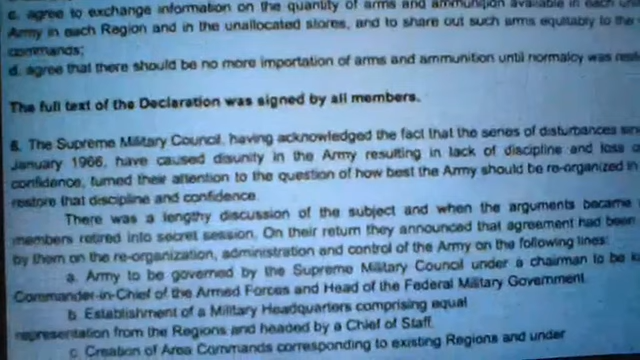 c. agree to exchange information on the quantity of arms and ammunition available in each
Army in each Region and in the unallocated stores, and to share out such arms equitably to the
commands;
d. agree that there should be no more importation of arms and ammunition until normalcy was
The full text of the Declaration was signed by all members.
6. The Supreme Military Council, having acknowledged the fact that the series of disturbances
January 1966, have caused disunity in the Army resulting in lack of discipline and loss
confidence, turned their attention to the question of how best the Army should be re-organized in
restore that discipline and confidence.
There was a lengthy discussion of the subject and when the arguments became
members retired into secret session. On their return they announced that agreement had been
by them on the re-organization, administration and control of the Army on the following lines:
a. Army to be governed by the Supreme Military Council under a chairman to be
Commander-in-Chief of the Armed Forces and Head of the Federal Military Government.
b. Establishment of a Military Headquarters comprising equal
representation from the Regions and headed by a Chief of Staff.
c. Creation of Area Commands corresponding to existing Regions and under